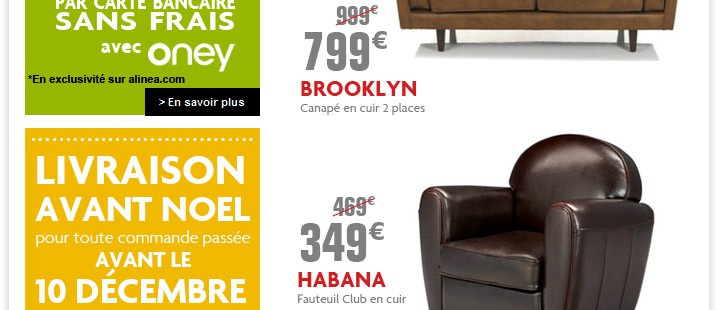 PAR CARTE BANCAIRE
SANS FRAIS
avec oney
*En exclusivité sur alinea.com
> En savoir plus
LIVRAISON
AVANT NOEL
pour toute commande passée
AVANT LE
10 DÉCEMBRE
999€
799€
BROOKLYN
Canapé en cuir 2 places
469€
349€
HABANA
Fauteuil Club en cuir